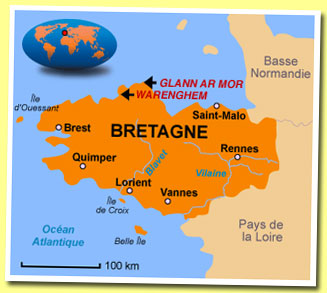 Basse
Normandie
GLANN AR MOR
WARENGHEM
Île
d'Ouessant
Saint-Malo
Brest
BRETAGNE
Rennes
Quimper
Blavet
Vilaine
Lorient
Vannes
Île
de Croix
Pays de
la Loire
Océan
Atlantique
Belle Île
100 km